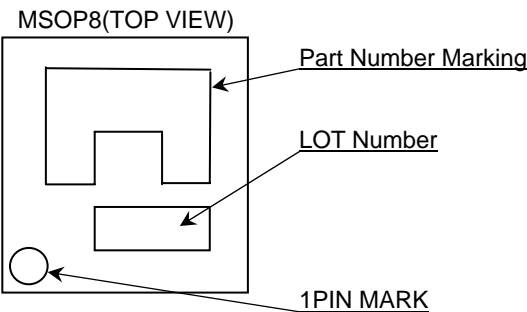 MSOP8(TOP VIEW)
Part Number Marking
LOT Number
1PIN MARK